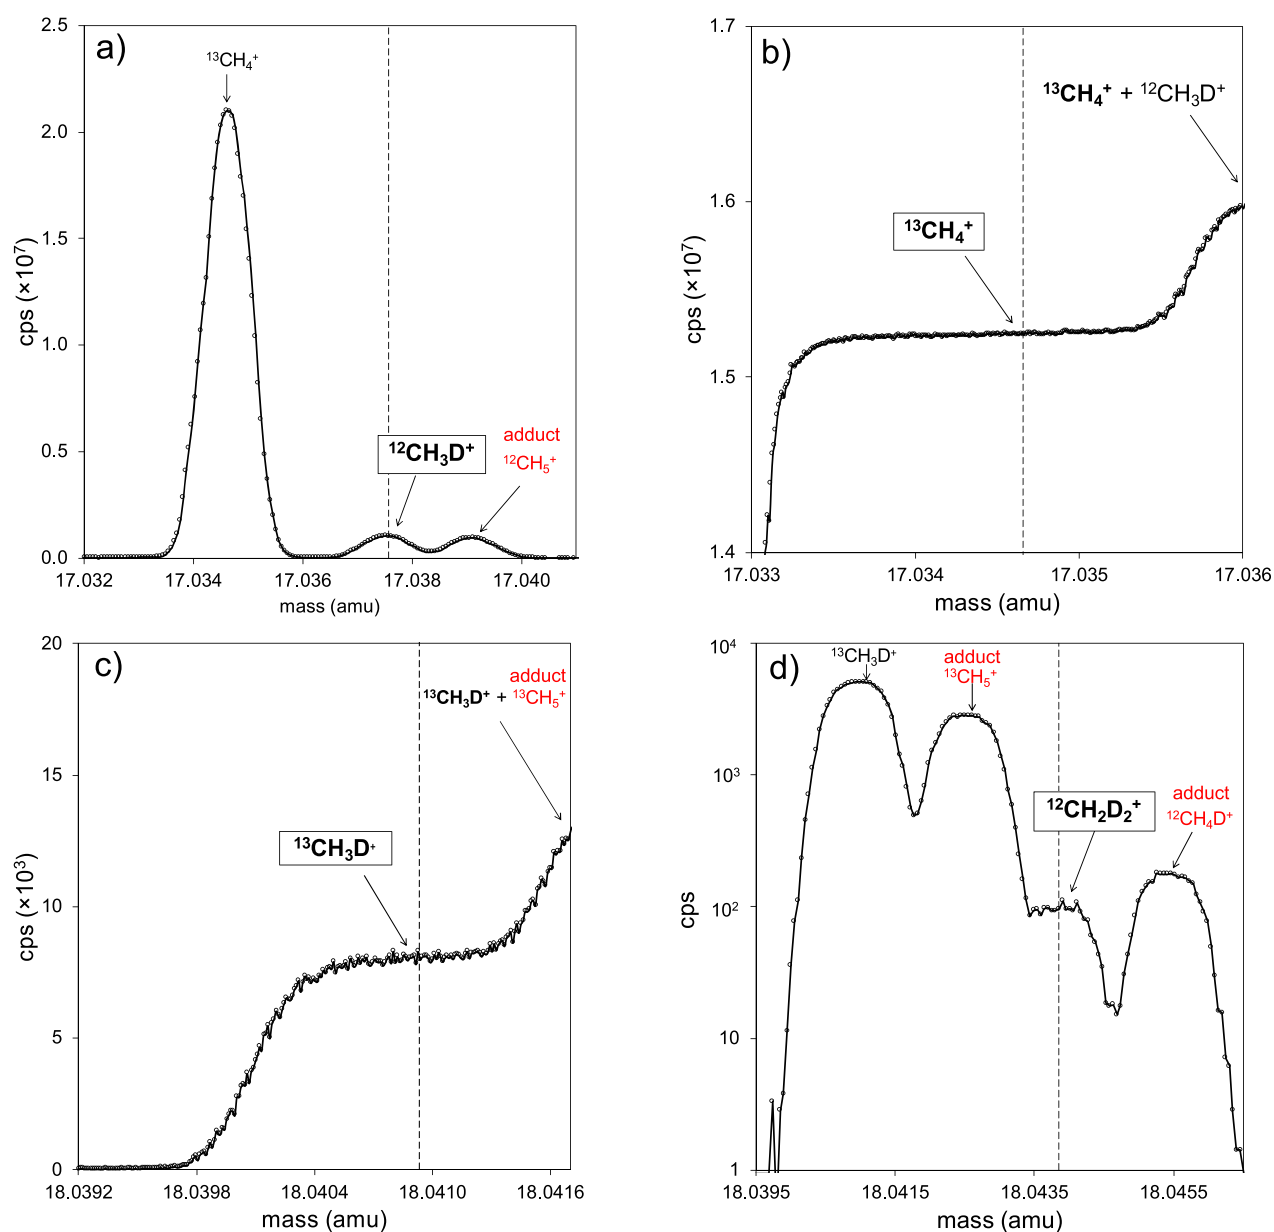 a)
¹³CH₄⁺
¹²CH₃D⁺
adduct
¹²CH₅⁺
cps (×10⁷)
2.5
2.0
1.5
1.0
0.5
0.0
17.032 17.034 17.036 17.038 17.040
mass (amu)
b)
¹³CH₄⁺ + ¹²CH₃D⁺
¹³CH₄⁺
cps (×10⁷)
1.7
1.6
1.5
1.4
17.033 17.034 17.035 17.036
mass (amu)
c)
adduct
¹³CH₃D⁺ + ¹³CH₅⁺
¹³CH₃D⁺
cps (×10³)
20
15
10
5
0
18.0392 18.0398 18.0404 18.0410 18.0416
mass (amu)
d)
¹³CH₃D⁺
adduct
¹³CH₅⁺
¹²CH₂D₂⁺
adduct
¹²CH₄D⁺
cps
10⁴
10³
10²
10
1
18.0395 18.0415 18.0435 18.0455
mass (amu)